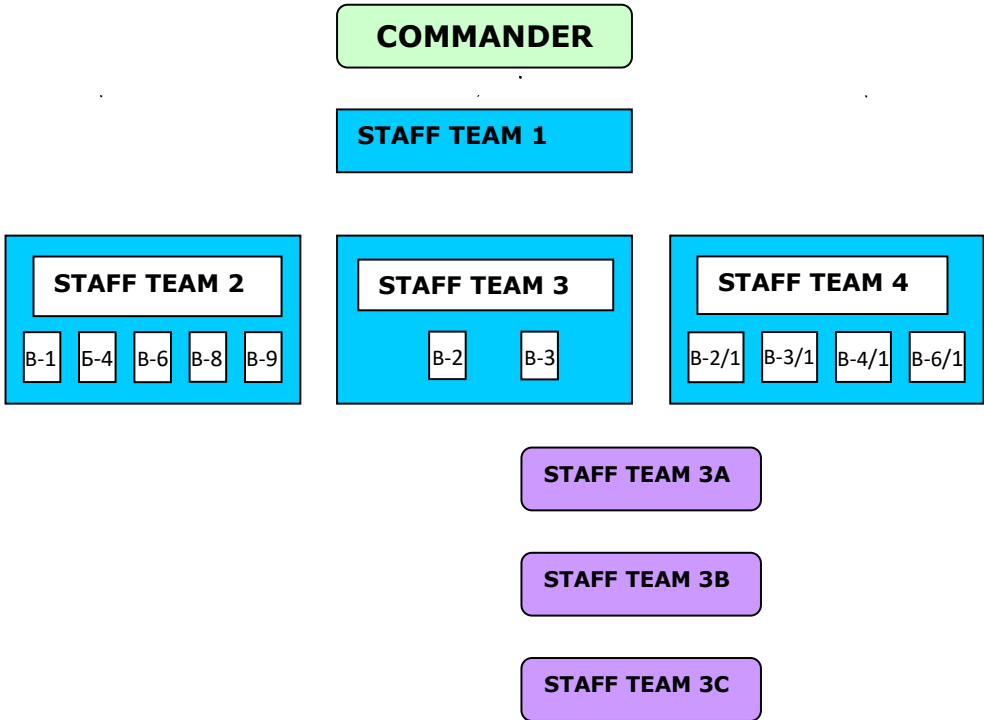 COMMANDER
STAFF TEAM 1
STAFF TEAM 2
STAFF TEAM 3
STAFF TEAM 4
В-1 Б-4 В-6 В-8 В-9
В-2 В-3
В-2/1 В-3/1 В-4/1 В-6/1
STAFF TEAM 3A
STAFF TEAM 3B
STAFF TEAM 3C